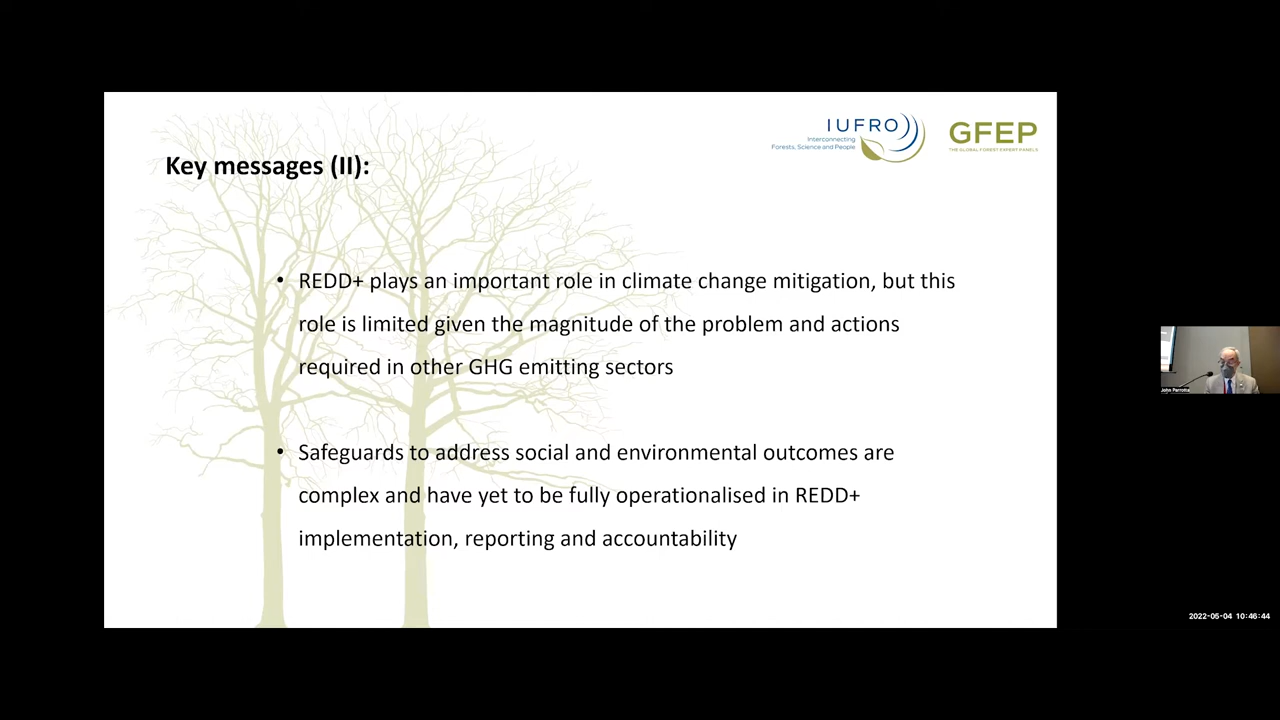 IUFRO
Interconnecting
Forests, Science and People
GFEP
THE GLOBAL FOREST EXPERT PANELS
Key messages (II):
• REDD+ plays an important role in climate change mitigation, but this
role is limited given the magnitude of the problem and actions
required in other GHG emitting sectors
• Safeguards to address social and environmental outcomes are
complex and have yet to be fully operationalised in REDD+
implementation, reporting and accountability
John Parrotta
2022-05-04 10:46:44